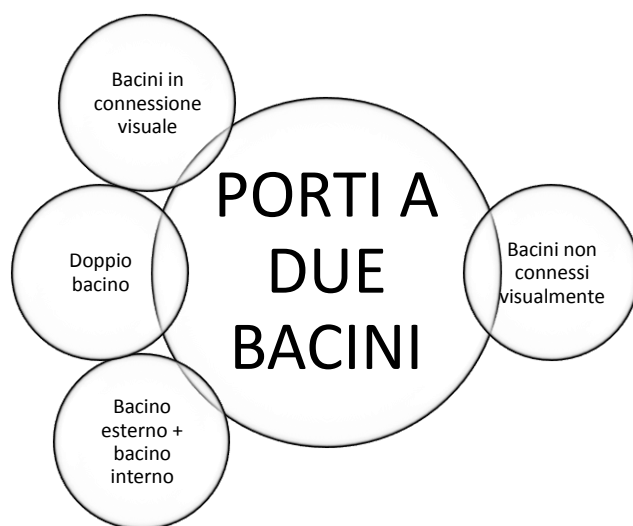 Bacini in
connessione
visuale
PORTI A
DUE
BACINI
Doppio
bacino
Bacini non
connessi
visualmente
Bacino
esterno +
bacino
interno